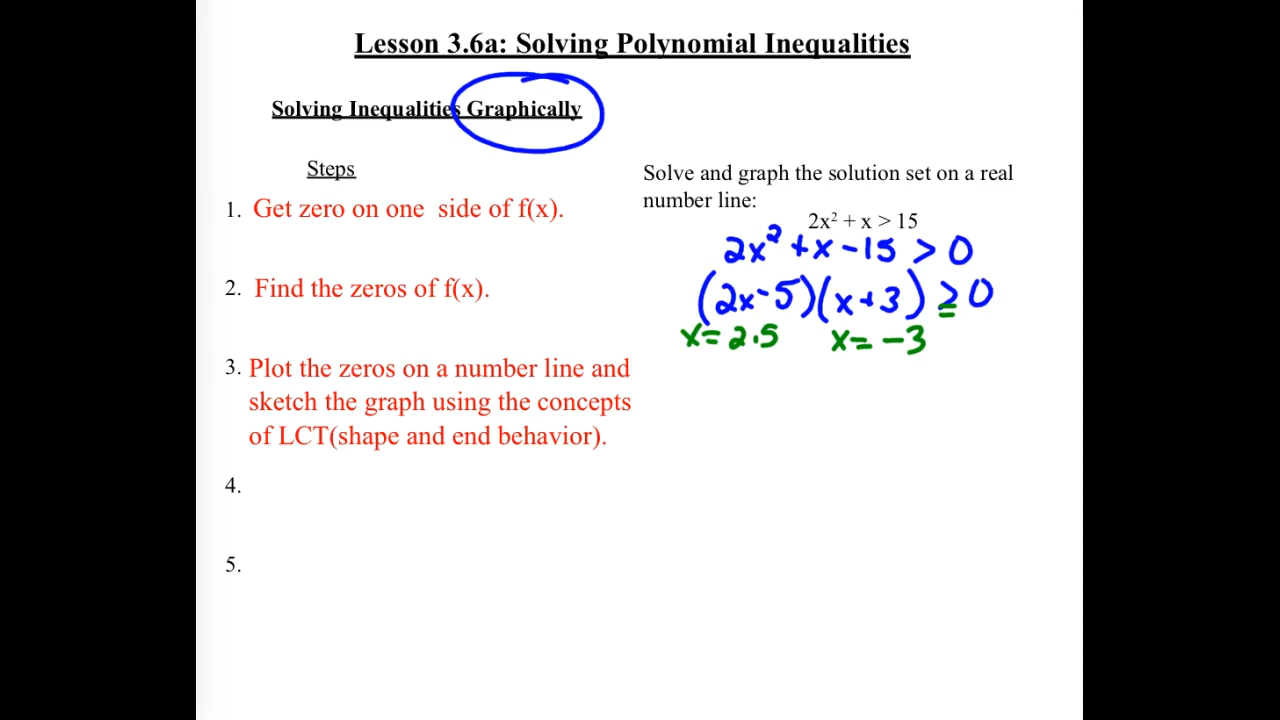 Lesson 3.6a: Solving Polynomial Inequalities
Solving Inequalities Graphically
Steps
1. Get zero on one side of f(x).
2. Find the zeros of f(x).
3. Plot the zeros on a number line and
sketch the graph using the concepts
of LCT(shape and end behavior).
4.
5.
Solve and graph the solution set on a real
number line:
2x² + x > 15
2x² + x - 15 > 0
(2x - 5)(x + 3) ≥ 0
x = 2.5 x = -3